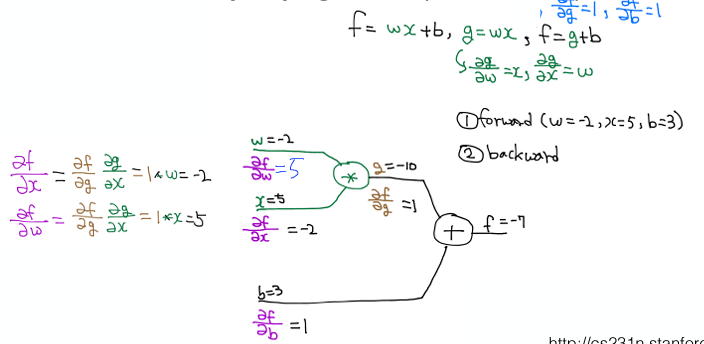 , ∂f/∂g=1, ∂f/∂b=1
f= wx+b, g=wx, f=g+b
∂g/∂w=x, ∂g/∂x=w
① forward (w=-2, x=5, b=3)
② backward
∂f/∂x = ∂f/∂g ∂g/∂x = 1*w=-2
∂f/∂w = ∂f/∂g ∂g/∂x = 1*x=5
w=-2
∂f/∂w=5
*
g=-10
∂f/∂g=1
x=5
∂f/∂x=-2
+
f=-7
b=3
∂f/∂b=1
http://cs231n.stanford